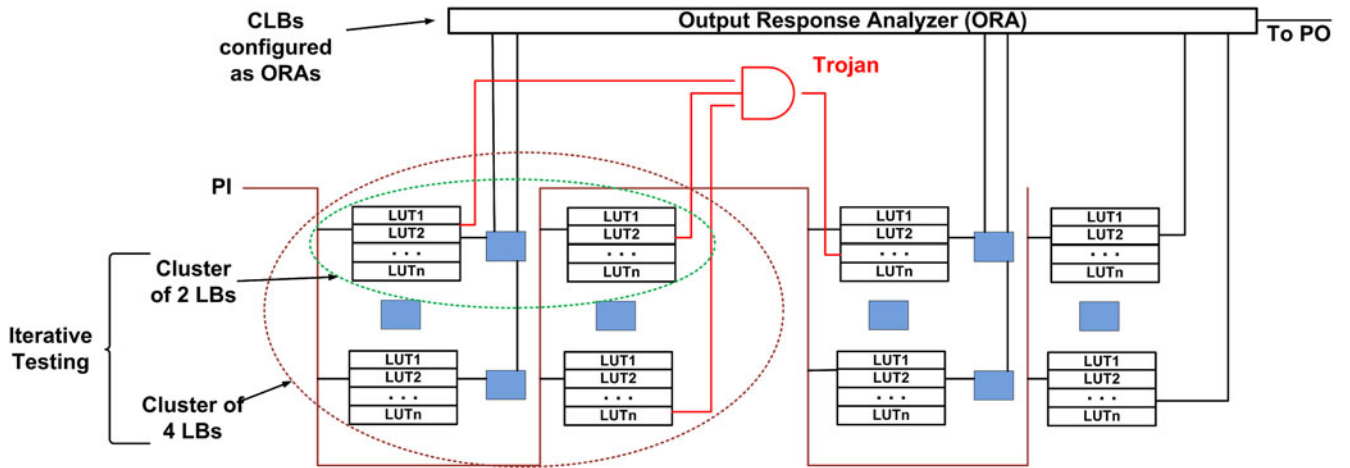 CLBs
configured
as ORAs
Output Response Analyzer (ORA)
To PO
Trojan
PI
LUT1
LUT2
. . .
LUTn
LUT1
LUT2
. . .
LUTn
LUT1
LUT2
. . .
LUTn
LUT1
LUT2
. . .
LUTn
Cluster
of 2 LBs
Iterative
Testing
Cluster of
4 LBs
LUT1
LUT2
. . .
LUTn
LUT1
LUT2
. . .
LUTn
LUT1
LUT2
. . .
LUTn
LUT1
LUT2
. . .
LUTn